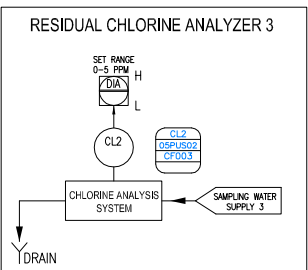 RESIDUAL CHLORINE ANALYZER 3
SET RANGE
0-5 PPM
H
DIA
L
CL2
CL2
05PUS02
CF003
CHLORINE ANALYSIS
SYSTEM
SAMPLING WATER
SUPPLY 3
DRAIN